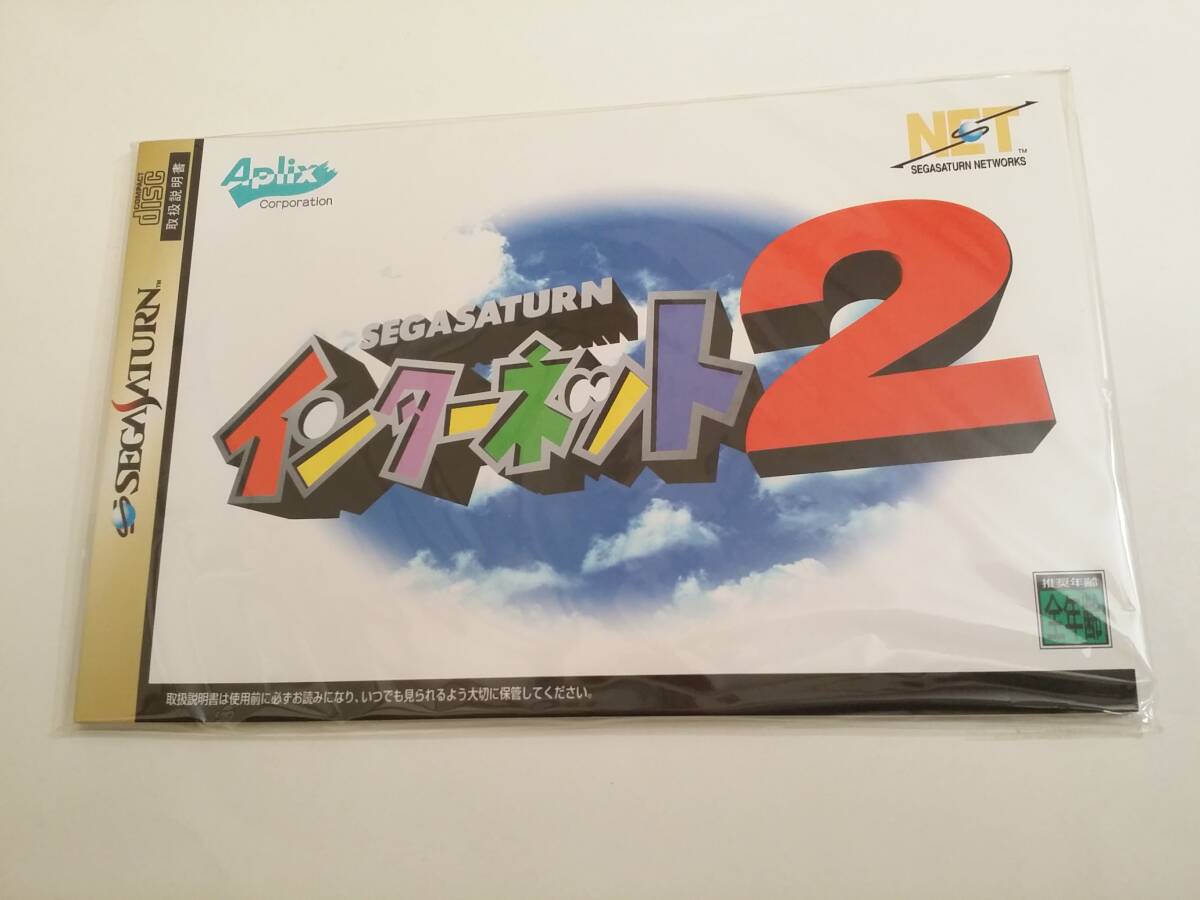 COMPACT
DISC
取扱説明書
SEGASATURN™
Aplix
Corporation
NET™
SEGASATURN NETWORKS
SEGASATURN
インターネット2
推奨年齢
全年齢
取扱説明書は使用前に必ずお読みになり、いつでも見られるよう大切に保管してください。